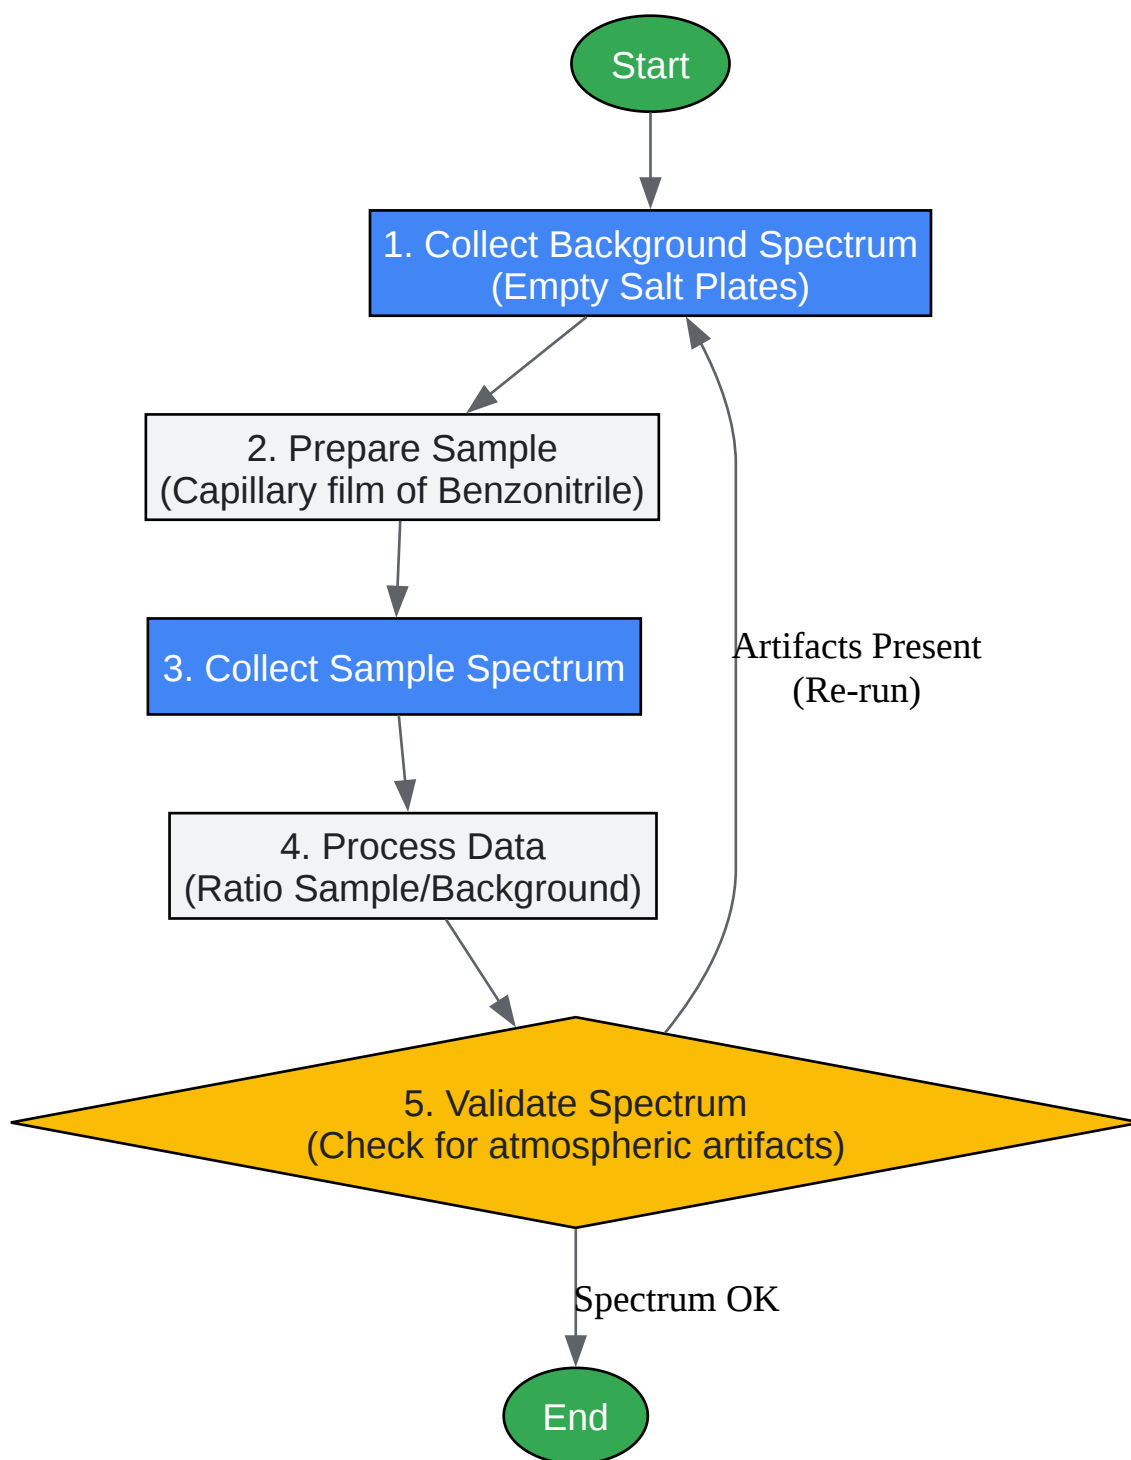 Start
1. Collect Background Spectrum
(Empty Salt Plates)
2. Prepare Sample
(Capillary film of Benzonitrile)
3. Collect Sample Spectrum
Artifacts Present
(Re-run)
4. Process Data
(Ratio Sample/Background)
5. Validate Spectrum
(Check for atmospheric artifacts)
Spectrum OK
End